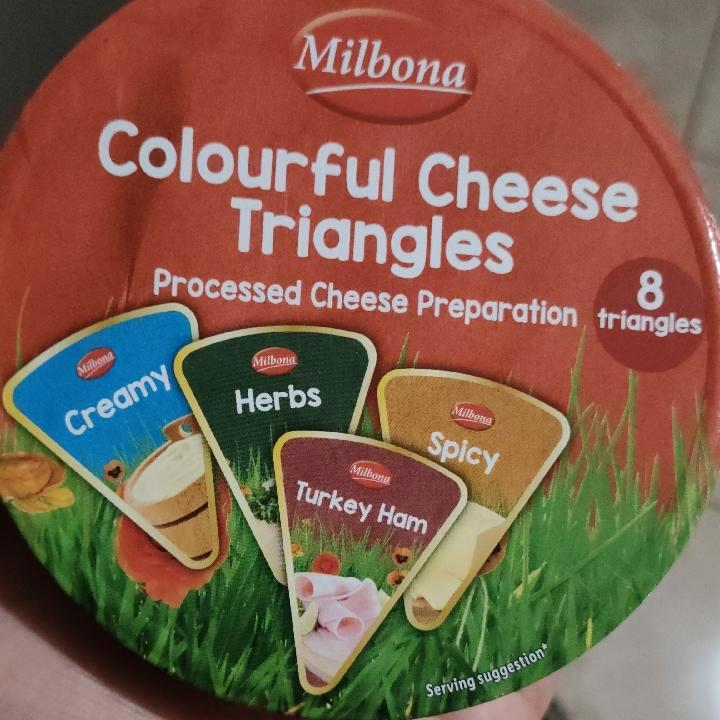 Milbona
Colourful Cheese
Triangles
Processed Cheese Preparation
8
triangles
Milbona
Creamy
Milbona
Herbs
Milbona
Spicy
Milbona
Turkey Ham
Serving suggestion*